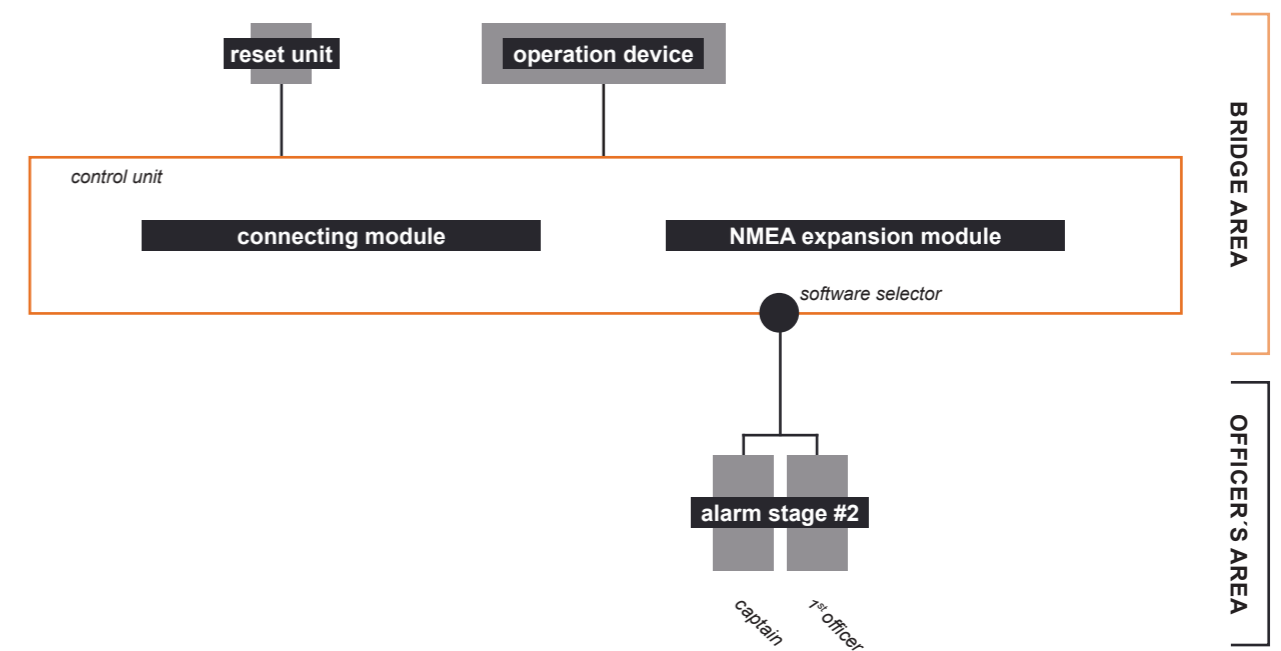 reset unit
operation device
BRIDGE AREA
control unit
connecting module
NMEA expansion module
software selector
OFFICER´S AREA
alarm stage #2
captain
1st officer